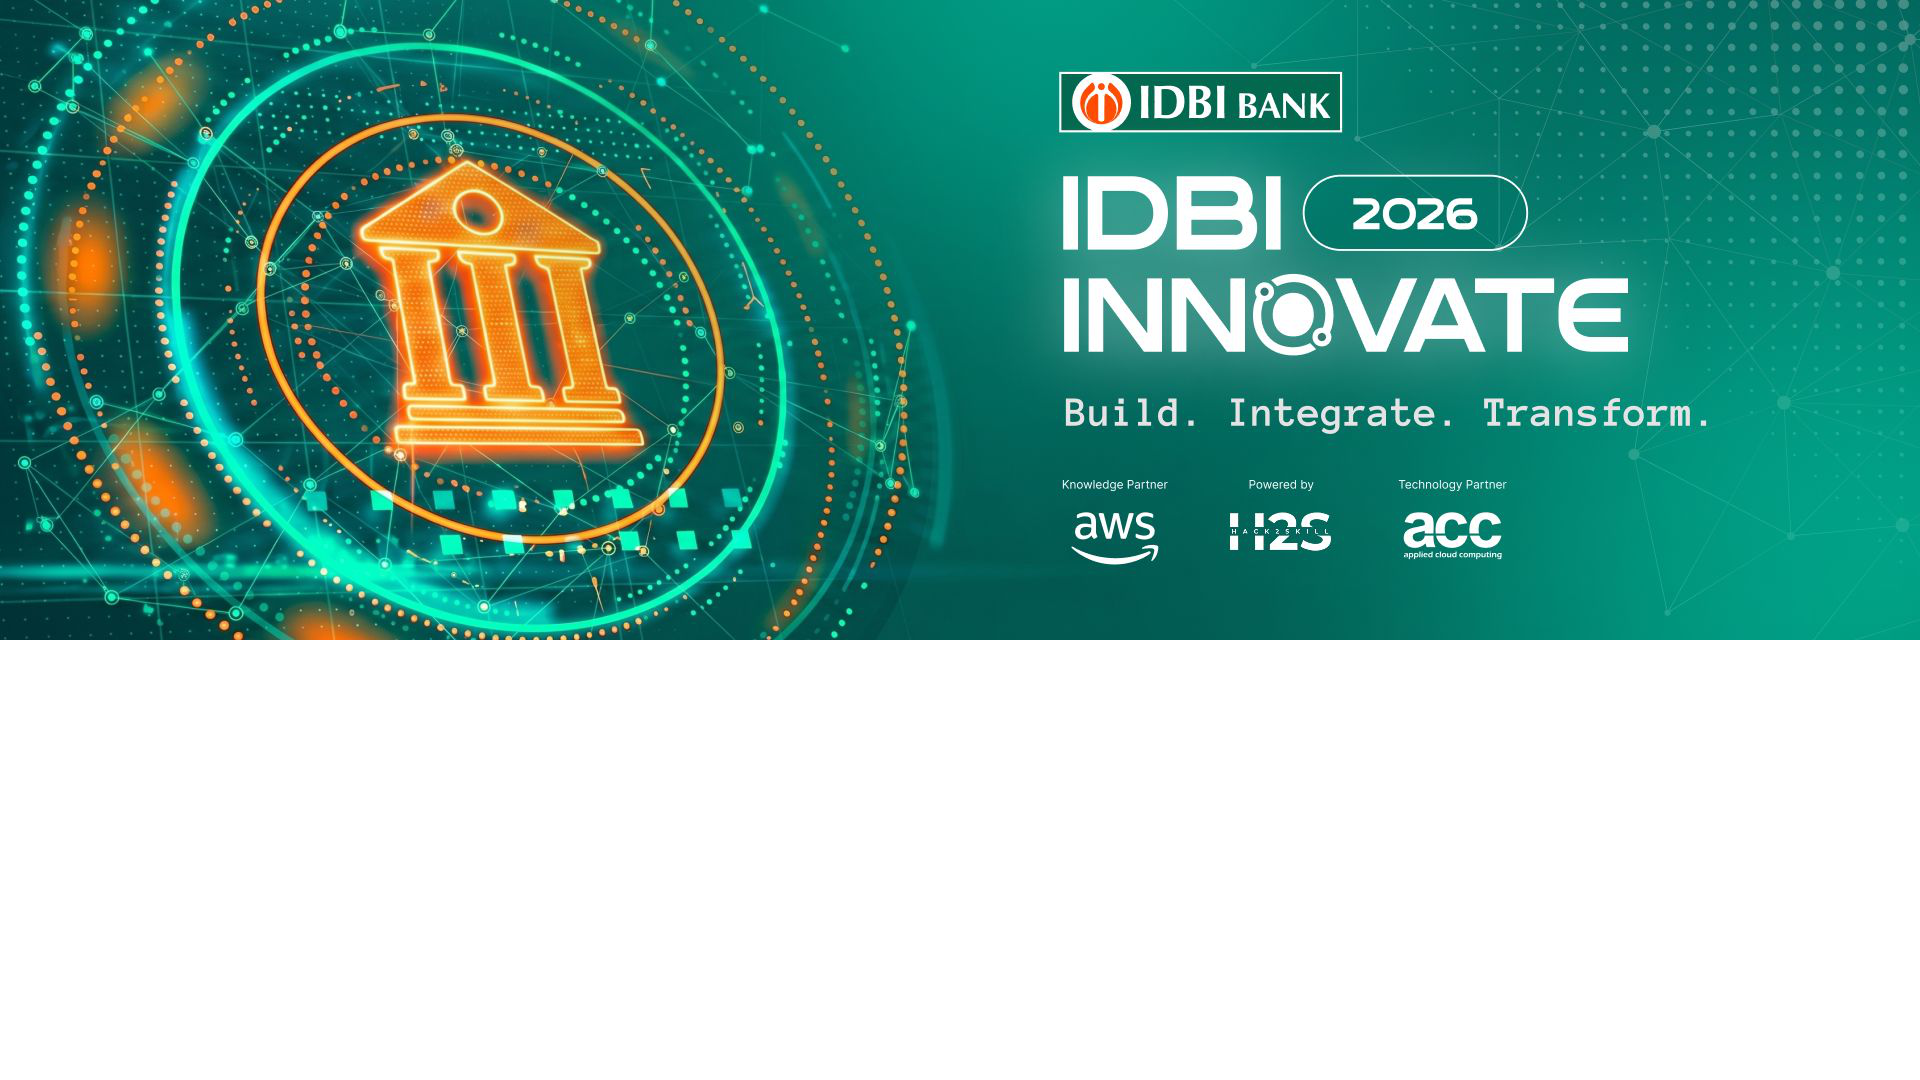 IDBI BANK
IDBI 2026
INNOVATE
Build. Integrate. Transform.
Knowledge Partner
aws
Powered by
H2S
HACK2SKILL
Technology Partner
acc
applied cloud computing